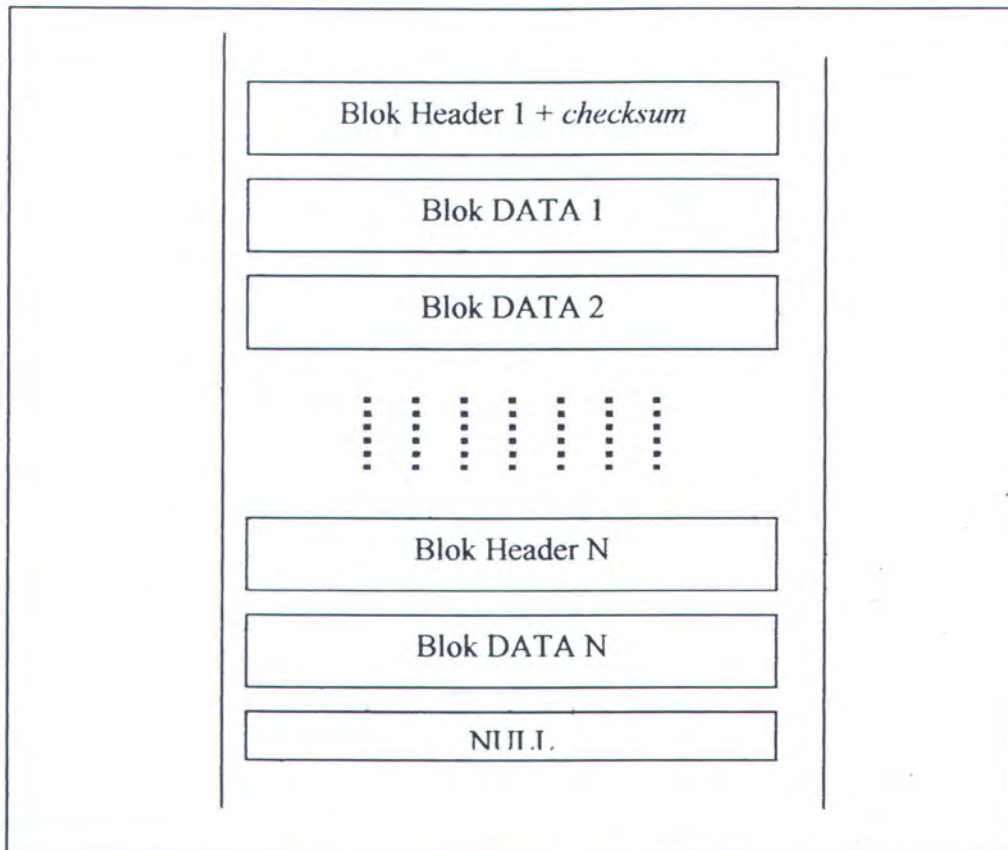 Blok Header 1 + checksum
Blok DATA 1
Blok DATA 2
Blok Header N
Blok DATA N
NULL